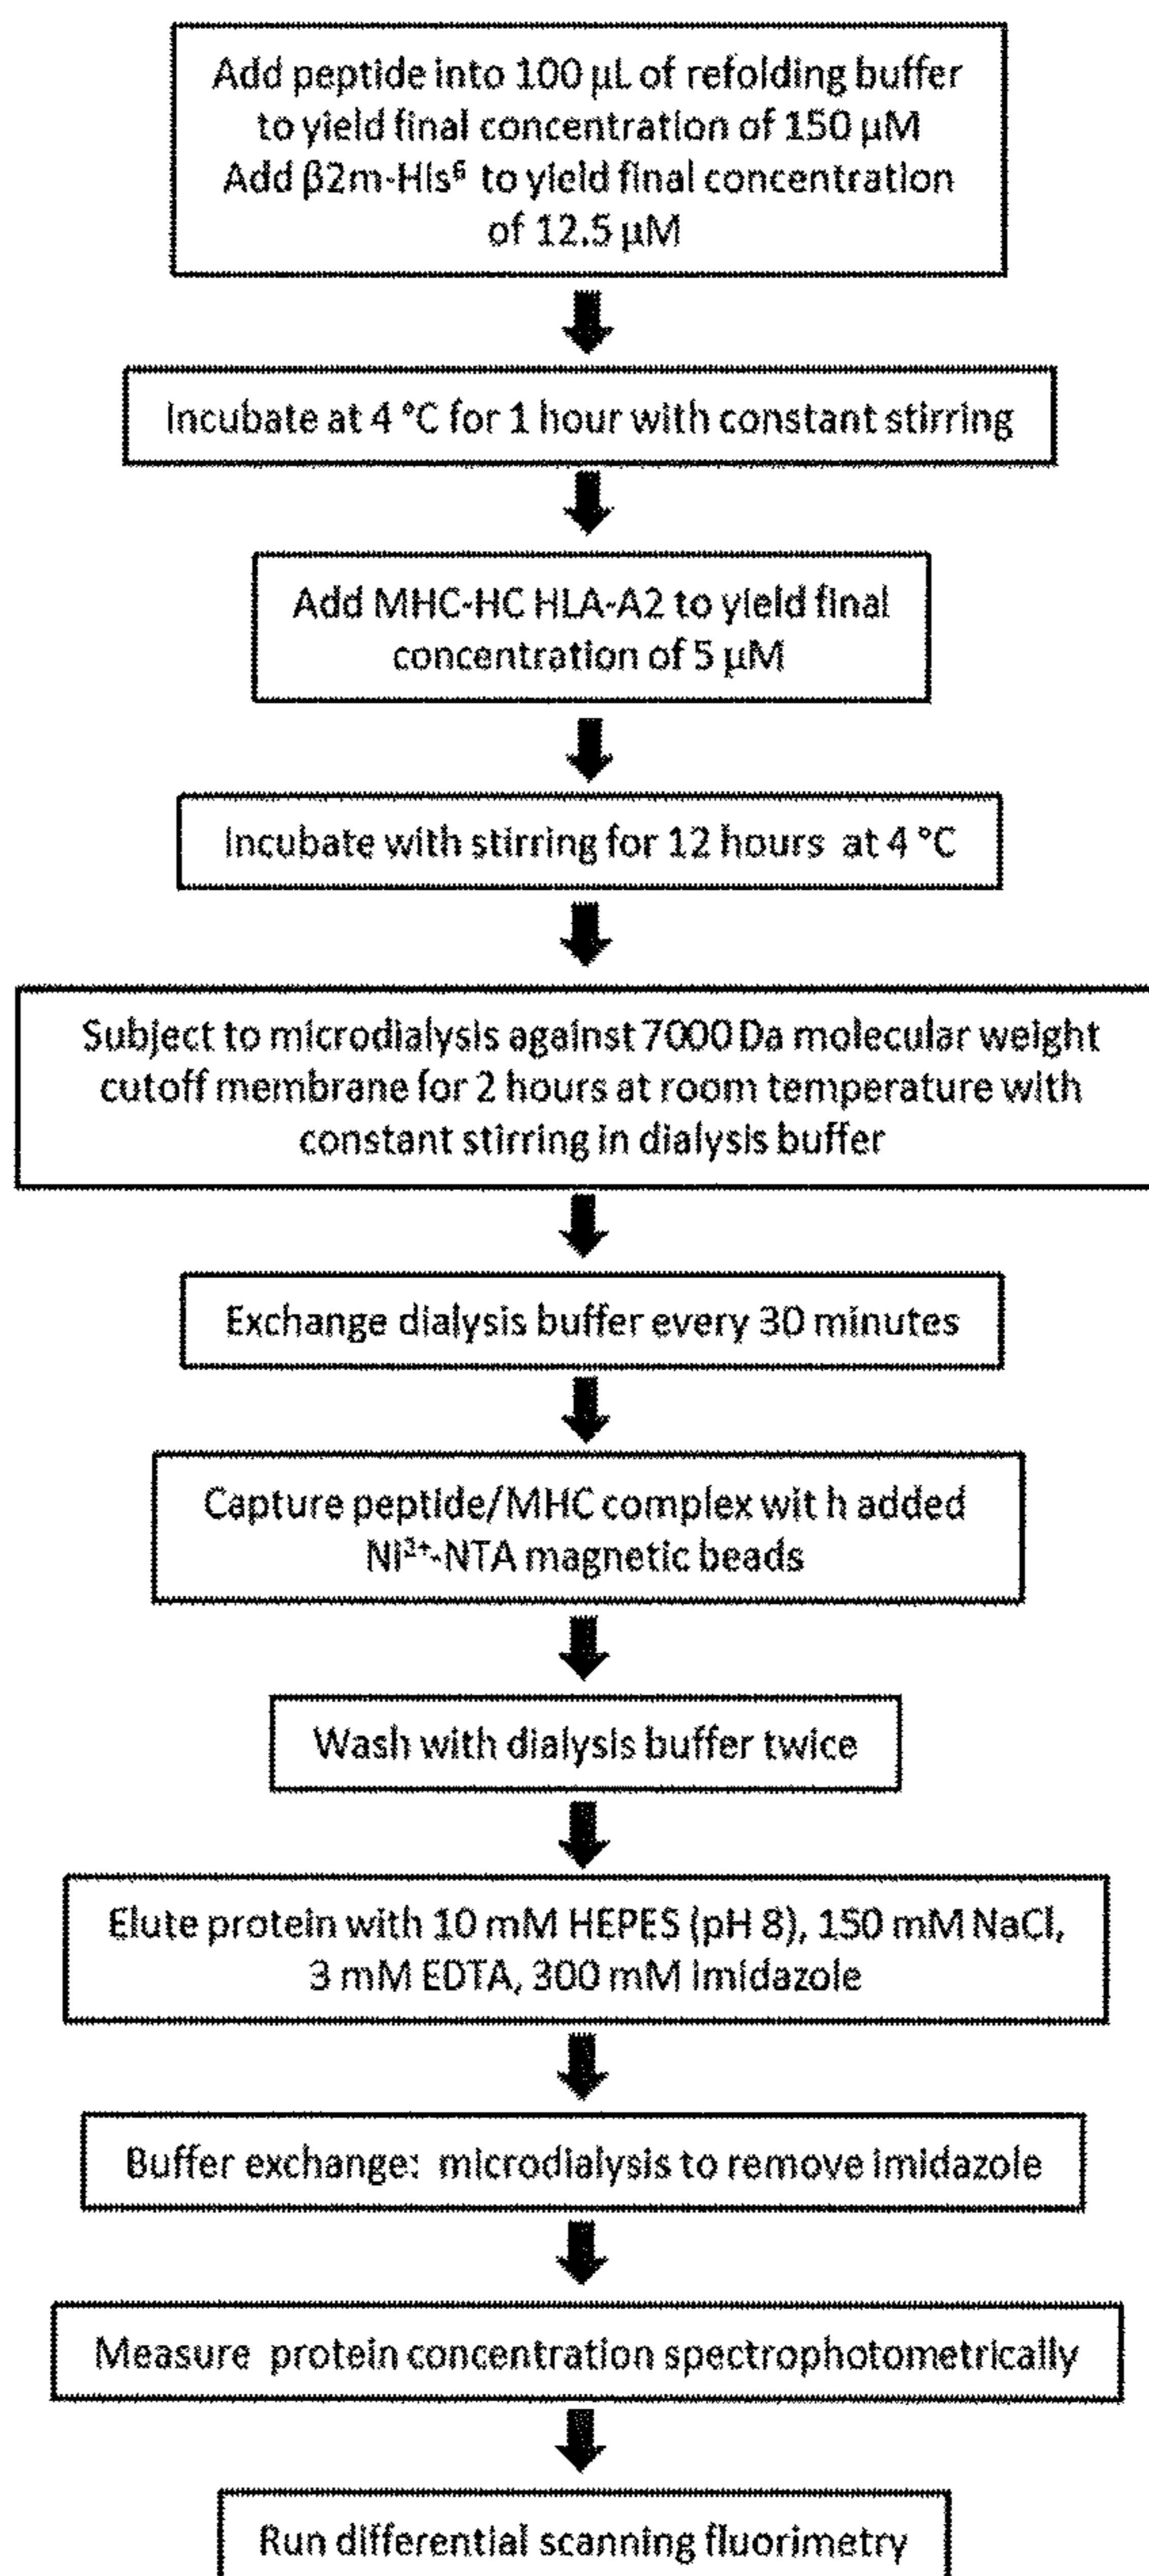 Add peptide into 100 µL of refolding buffer
to yield final concentration of 150 µM
Add β2m-His⁶ to yield final concentration
of 12.5 µM
Incubate at 4 °C for 1 hour with constant stirring
Add MHC-HC HLA-A2 to yield final
concentration of 5 µM
Incubate with stirring for 12 hours at 4 °C
Subject to microdialysis against 7000 Da molecular weight
cutoff membrane for 2 hours at room temperature with
constant stirring in dialysis buffer
Exchange dialysis buffer every 30 minutes
Capture peptide/MHC complex wit h added
Ni²⁺-NTA magnetic beads
Wash with dialysis buffer twice
Elute protein with 10 mM HEPES (pH 8), 150 mM NaCl,
3 mM EDTA, 300 mM imidazole
Buffer exchange: microdialysis to remove imidazole
Measure protein concentration spectrophotometrically
Run differential scanning fluorimetry